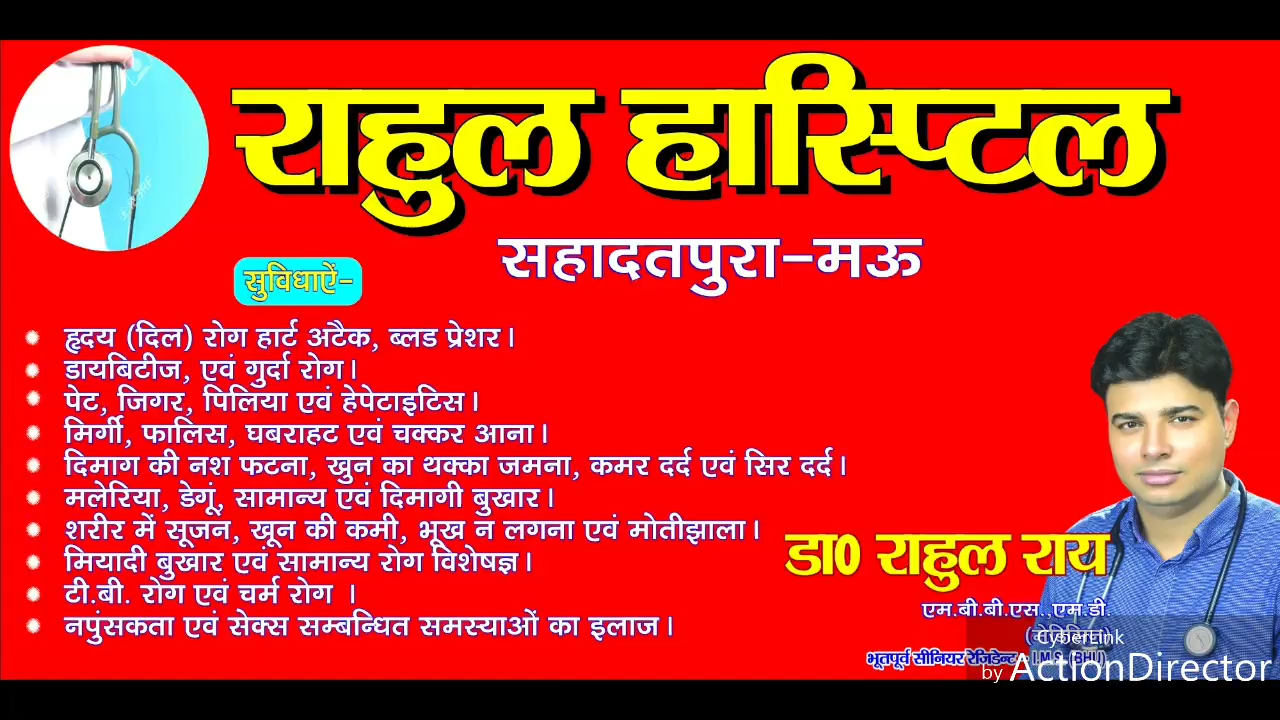 राहुल हास्पिटल
सहादतपुरा-मऊ
सुविधाऐं-
हृदय (दिल) रोग हार्ट अटैक, ब्लड प्रेशर।
डायबिटीज, एवं गुर्दा रोग।
पेट, जिगर, पिलिया एवं हेपेटाइटिस।
मिर्गी, फालिस, घबराहट एवं चक्कर आना।
दिमाग की नश फटना, खुन का थक्का जमना, कमर दर्द एवं सिर दर्द।
मलेरिया, डेगूं, सामान्य एवं दिमागी बुखार।
शरीर में सूजन, खून की कमी, भूख न लगना एवं मोतीझाला।
मियादी बुखार एवं सामान्य रोग विशेषज्ञ।
टी.बी. रोग एवं चर्म रोग ।
नपुंसकता एवं सेक्स सम्बन्धित समस्याओं का इलाज।
डा0 राहुल राय
एम.बी.बी.एस., एम.डी.
भूतपूर्व सीनियर रेजिडेन्ट - I.M.S. (BHU)
CyberLink
by ActionDirector